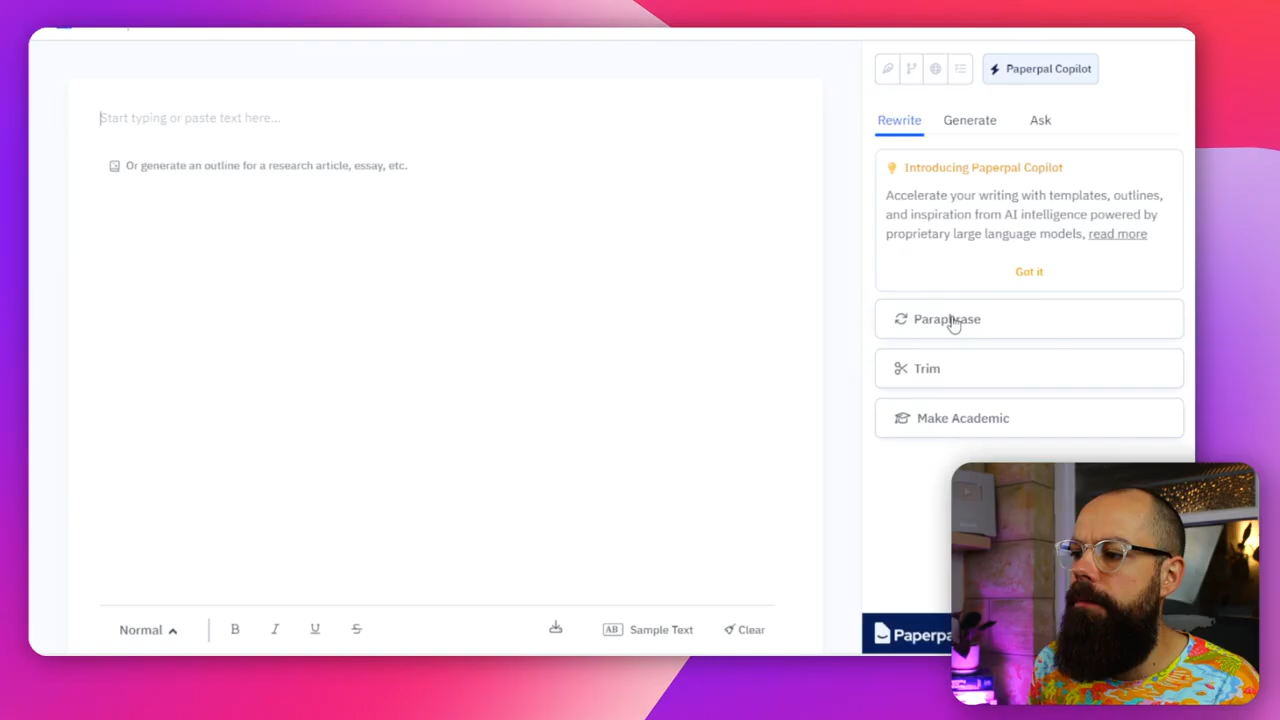 Start typing or paste text here...
Or generate an outline for a research article, essay, etc.
Normal
B
I
U
S
AB
Sample Text
Clear
Paperpal Copilot
Rewrite
Generate
Ask
Introducing Paperpal Copilot
Accelerate your writing with templates, outlines,
and inspiration from AI intelligence powered by
proprietary large language models, read more
Got it
Paraphrase
Trim
Make Academic
Paperpa